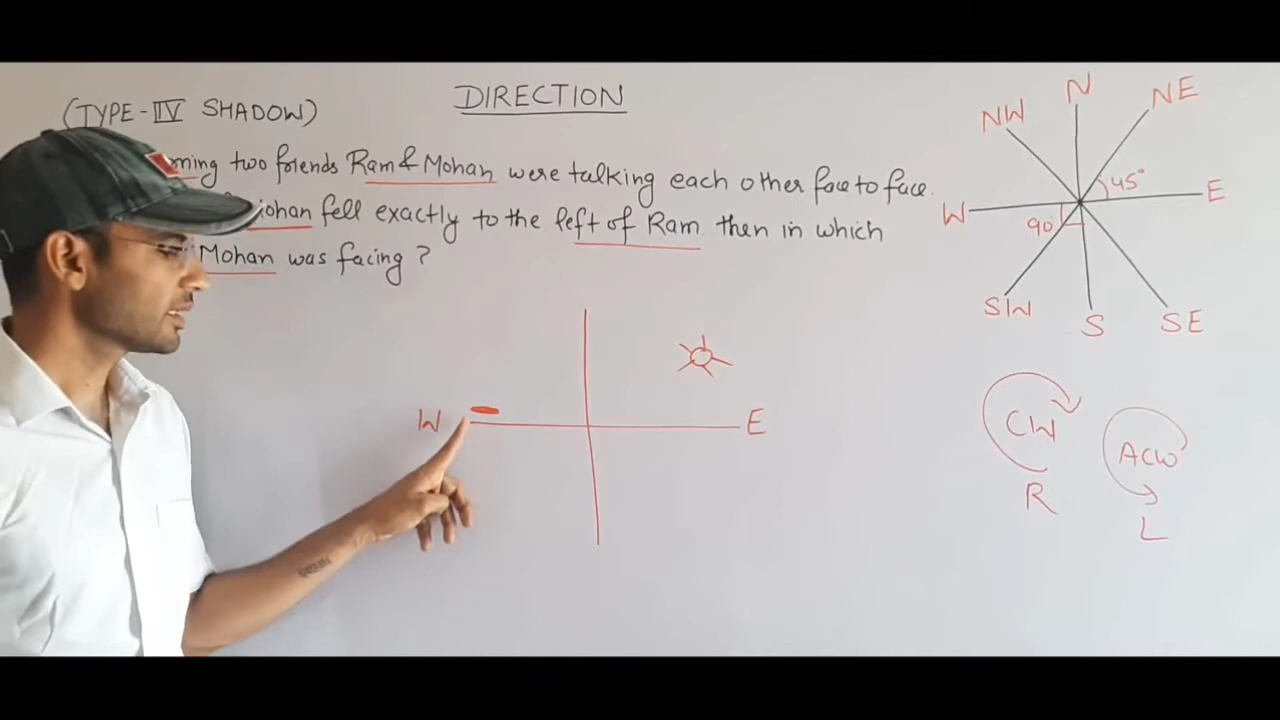 DIRECTION
(TYPE-IV SHADOW)
ming two friends Ram & Mohan were talking each other face to face.
ohan fell exactly to the left of Ram then in which
Mohan was facing ?
N
NE
NW
45°
E
W
90
SW
S
SE
W
E
CW
R
ACW
L